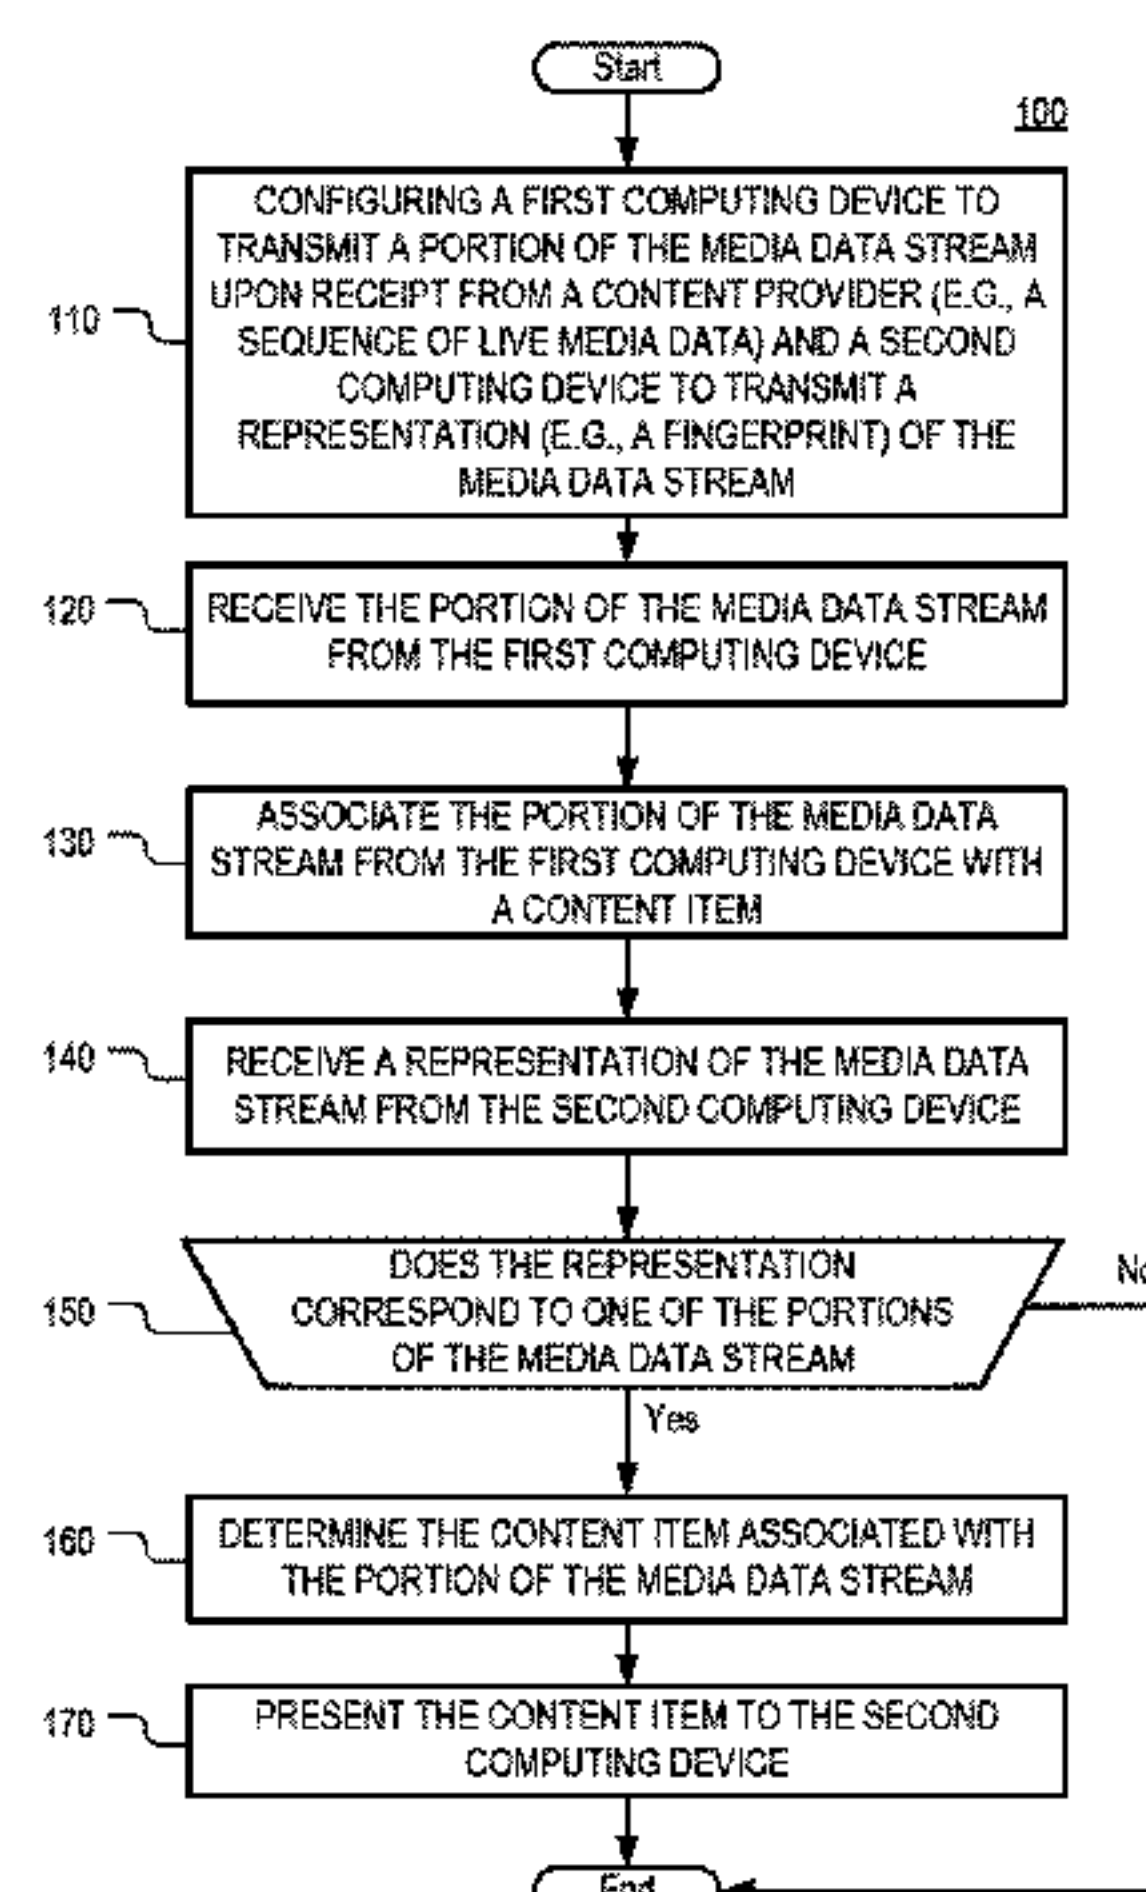 Start
100
CONFIGURING A FIRST COMPUTING DEVICE TO
TRANSMIT A PORTION OF THE MEDIA DATA STREAM
UPON RECEIPT FROM A CONTENT PROVIDER (E.G., A
SEQUENCE OF LIVE MEDIA DATA) AND A SECOND
COMPUTING DEVICE TO TRANSMIT A
REPRESENTATION (E.G., A FINGERPRINT) OF THE
MEDIA DATA STREAM
110
RECEIVE THE PORTION OF THE MEDIA DATA STREAM
FROM THE FIRST COMPUTING DEVICE
120
ASSOCIATE THE PORTION OF THE MEDIA DATA
STREAM FROM THE FIRST COMPUTING DEVICE WITH
A CONTENT ITEM
130
RECEIVE A REPRESENTATION OF THE MEDIA DATA
STREAM FROM THE SECOND COMPUTING DEVICE
140
DOES THE REPRESENTATION
CORRESPOND TO ONE OF THE PORTIONS
OF THE MEDIA DATA STREAM
150
No
Yes
DETERMINE THE CONTENT ITEM ASSOCIATED WITH
THE PORTION OF THE MEDIA DATA STREAM
160
PRESENT THE CONTENT ITEM TO THE SECOND
COMPUTING DEVICE
170
End